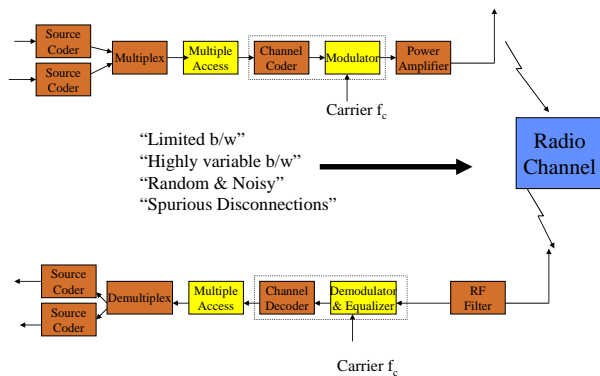 Source
Coder
Source
Coder
Multiplex
Multiple
Access
Channel
Coder
Modulator
Power
Amplifier
Carrier fc
“Limited b/w”
“Highly variable b/w”
“Random & Noisy”
“Spurious Disconnections”
Radio
Channel
Source
Coder
Source
Coder
Demultiplex
Multiple
Access
Channel
Decoder
Demodulator
& Equalizer
RF
Filter
Carrier fc